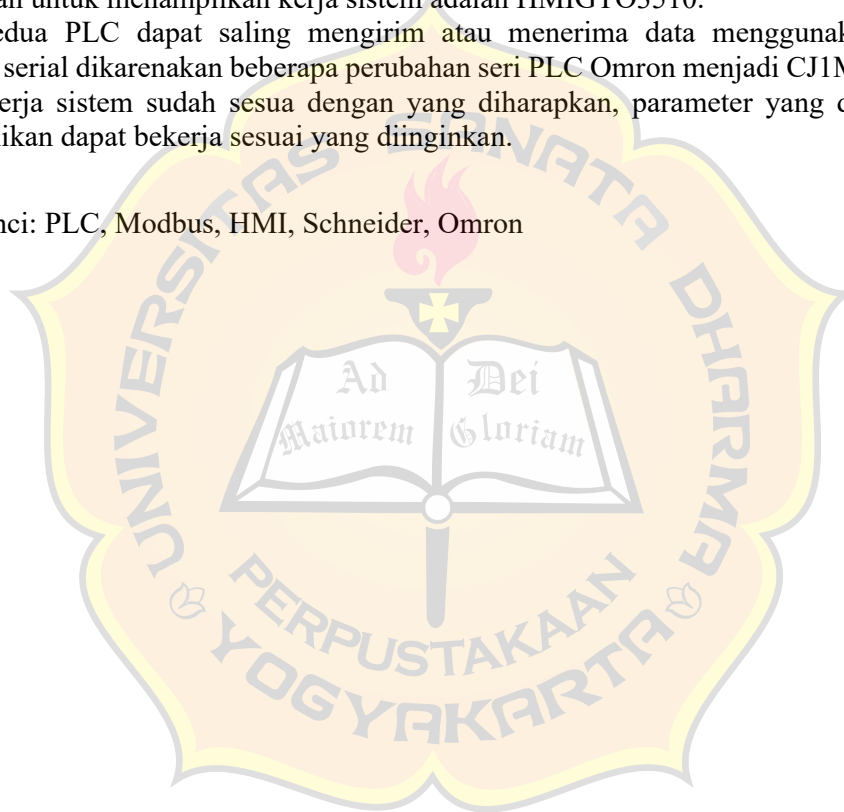 untuk menampilkan kerja sistem adalah HMIGTO5310.
edua PLC dapat saling mengirim atau menerima data menggunak
serial dikarenakan beberapa perubahan seri PLC Omron menjadi CJ1M
erja sistem sudah sesua dengan yang diharapkan, parameter yang d
ikan dapat bekerja sesuai yang diinginkan.
nci: PLC, Modbus, HMI, Schneider, Omron
UNIVERSITAS SANATA DHARMA
Ad Dei
Maiorem Gloriam
PERPUSTAKAAN
YOGYAKARTA